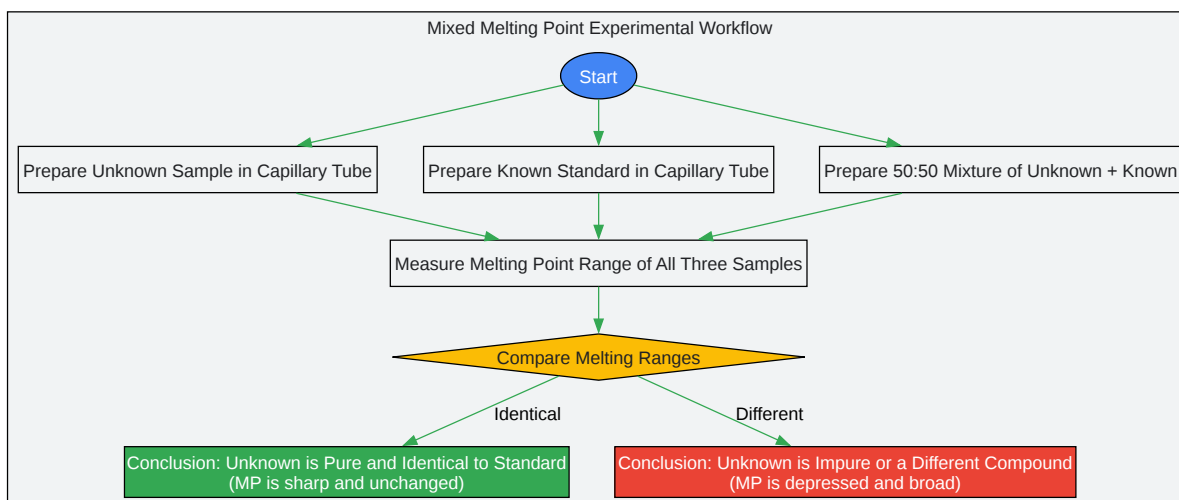 Mixed Melting Point Experimental Workflow
Start
Prepare Unknown Sample in Capillary Tube
Prepare Known Standard in Capillary Tube
Prepare 50:50 Mixture of Unknown + Known
Measure Melting Point Range of All Three Samples
Compare Melting Ranges
Identical
Different
Conclusion: Unknown is Pure and Identical to Standard
(MP is sharp and unchanged)
Conclusion: Unknown is Impure or a Different Compound
(MP is depressed and broad)